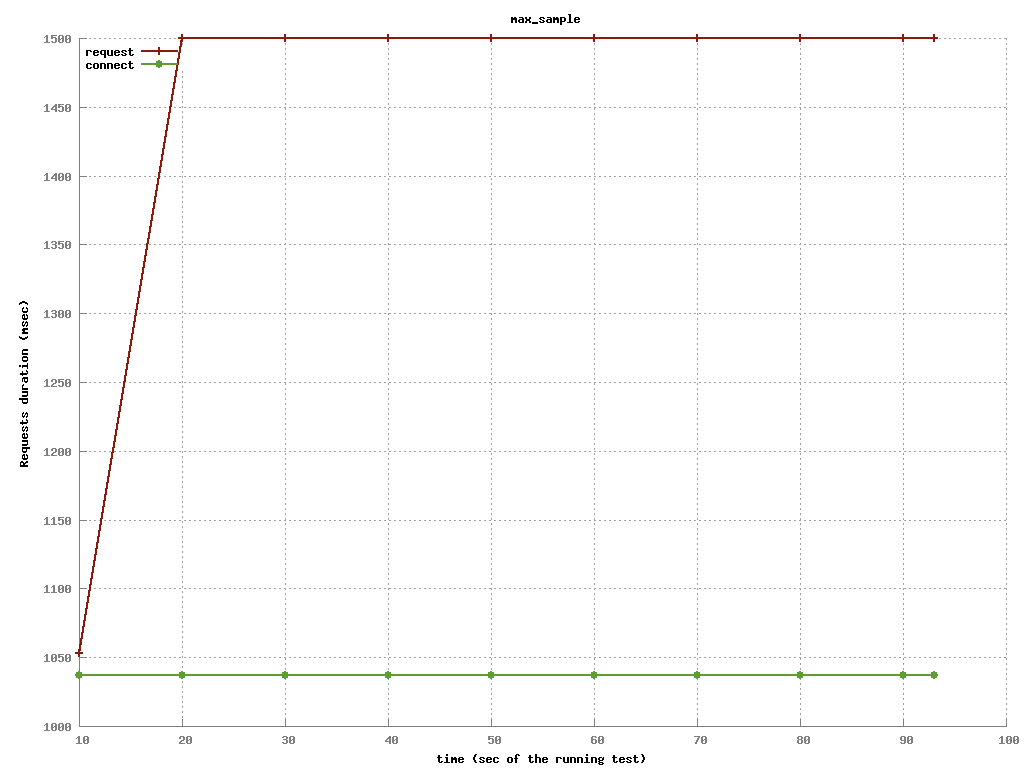 max_sample
request
connect
1500
1450
1400
1350
1300
1250
1200
1150
1100
1050
1000
Requests duration (msec)
10 20 30 40 50 60 70 80 90 100
time (sec of the running test)